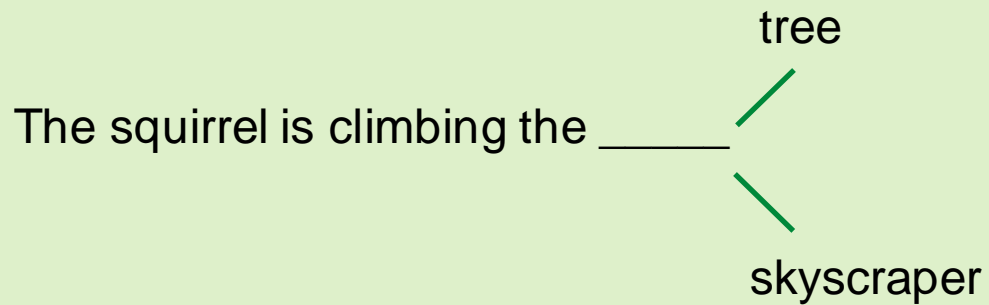 tree
The squirrel is climbing the _____
skyscraper